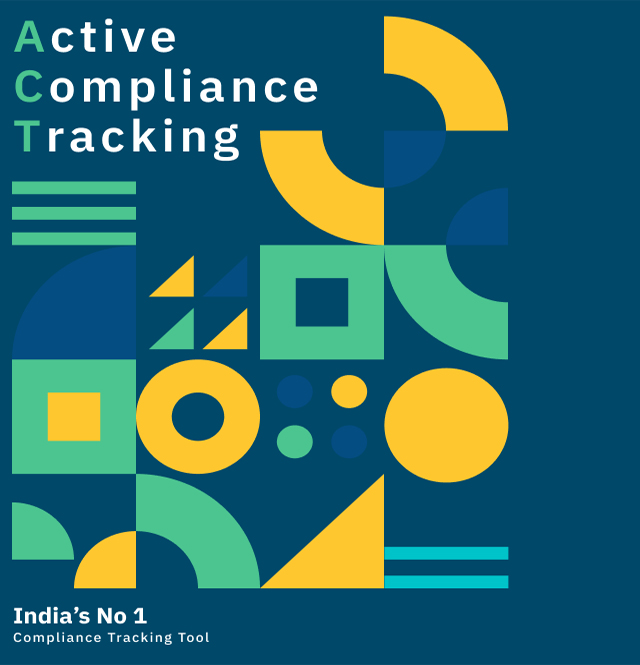 Active
Compliance
Tracking
India’s No 1
Compliance Tracking Tool